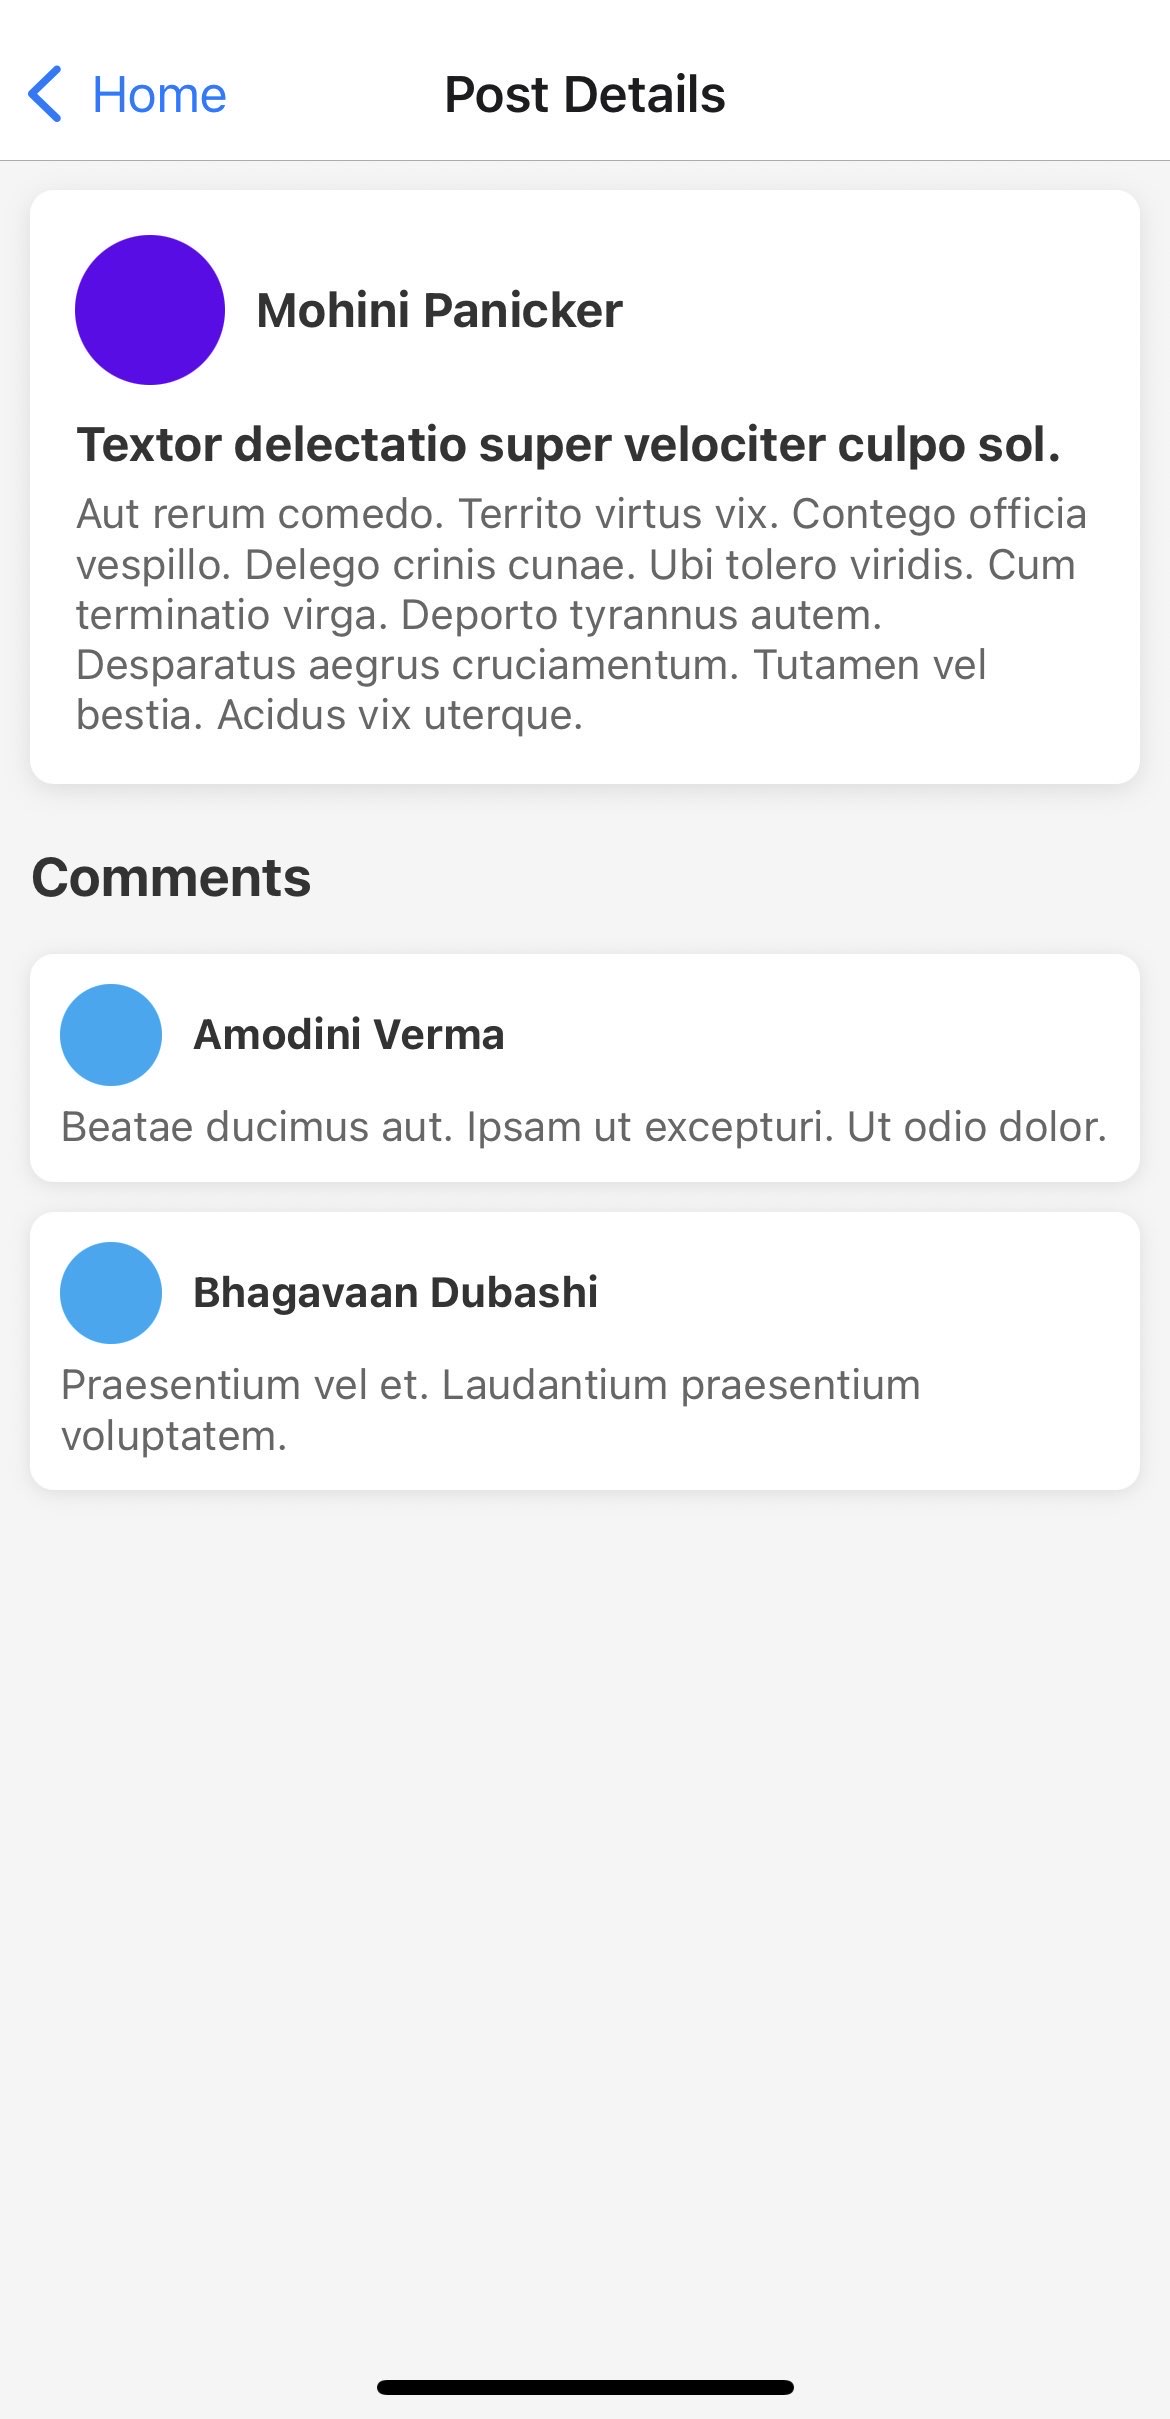 Home
Post Details
Mohini Panicker
Textor delectatio super velociter culpo sol.
Aut rerum comedo. Territo virtus vix. Contego officia
vespillo. Delego crinis cunae. Ubi tolero viridis. Cum
terminatio virga. Deporto tyrannus autem.
Desparatus aegrus cruciamentum. Tutamen vel
bestia. Acidus vix uterque.
Comments
Amodini Verma
Beatae ducimus aut. Ipsam ut excepturi. Ut odio dolor.
Bhagavaan Dubashi
Praesentium vel et. Laudantium praesentium
voluptatem.